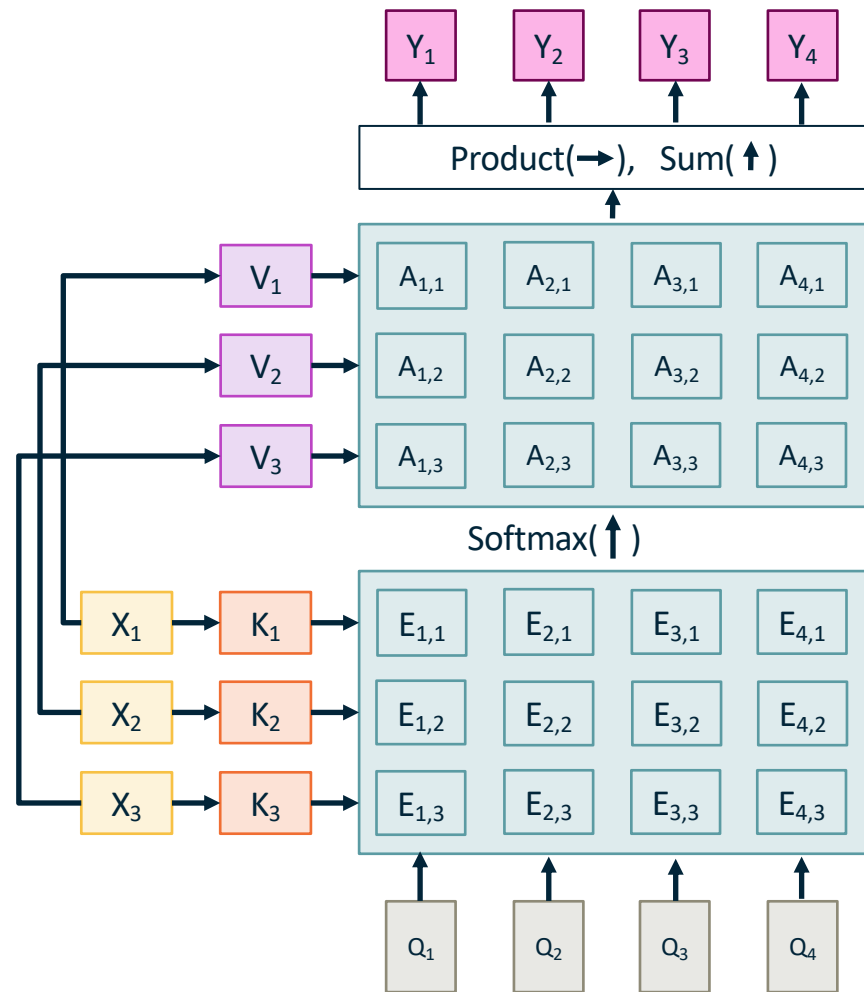 Y1 Y2 Y3 Y4
Product(→), Sum(↑)
V1 A1,1 A2,1 A3,1 A4,1
V2 A1,2 A2,2 A3,2 A4,2
V3 A1,3 A2,3 A3,3 A4,3
Softmax(↑)
X1 K1 E1,1 E2,1 E3,1 E4,1
X2 K2 E1,2 E2,2 E3,2 E4,2
X3 K3 E1,3 E2,3 E3,3 E4,3
Q1 Q2 Q3 Q4